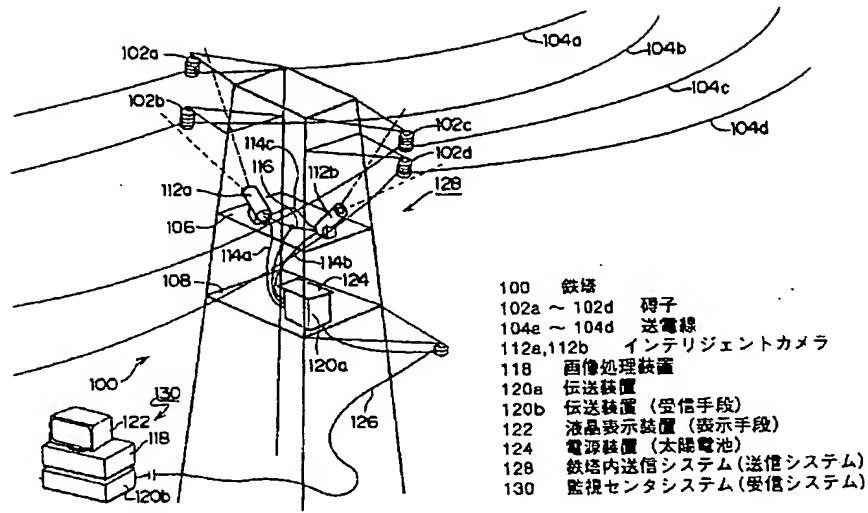 102a
104a
104b
102b
104c
102c
104d
114c
102d
116
112b
112a
128
106
114a
114b
124
108
120a
100
130
126
122
118
120b
100 鉄塔
102a ～ 102d 碍子
104a ～ 104d 送電線
112a,112b インテリジェントカメラ
118 画像処理装置
120a 伝送装置
120b 伝送装置 (受信手段)
122 液晶表示装置 (表示手段)
124 電源装置 (太陽電池)
128 鉄塔内送信システム(送信システム)
130 監視センタシステム(受信システム)